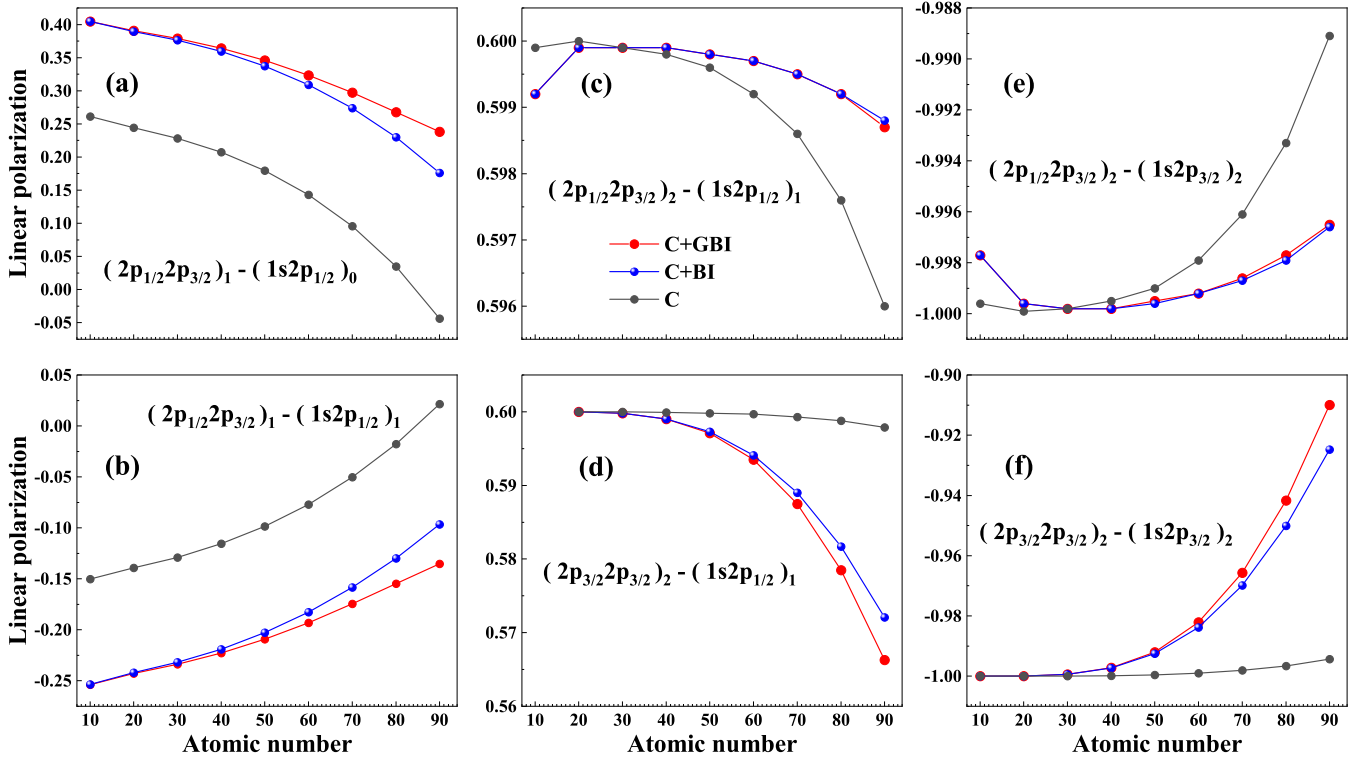 Linear polarization
0.40
0.35
0.30
0.25
0.20
0.15
0.10
0.05
0.00
-0.05
(a)
( 2p1/22p3/2 )1 - ( 1s2p1/2 )0
0.600
0.599
0.598
0.597
0.596
(c)
( 2p1/22p3/2 )2 - ( 1s2p1/2 )1
C+GBI
C+BI
C
-0.988
-0.990
-0.992
-0.994
-0.996
-0.998
-1.000
(e)
( 2p1/22p3/2 )2 - ( 1s2p3/2 )2
Linear polarization
0.05
0.00
-0.05
-0.10
-0.15
-0.20
-0.25
(b)
( 2p1/22p3/2 )1 - ( 1s2p1/2 )1
10 20 30 40 50 60 70 80 90
Atomic number
0.60
0.59
0.58
0.57
0.56
(d)
( 2p3/22p3/2 )2 - ( 1s2p1/2 )1
10 20 30 40 50 60 70 80 90
Atomic number
-0.90
-0.92
-0.94
-0.96
-0.98
-1.00
(f)
( 2p3/22p3/2 )2 - ( 1s2p3/2 )2
10 20 30 40 50 60 70 80 90
Atomic number